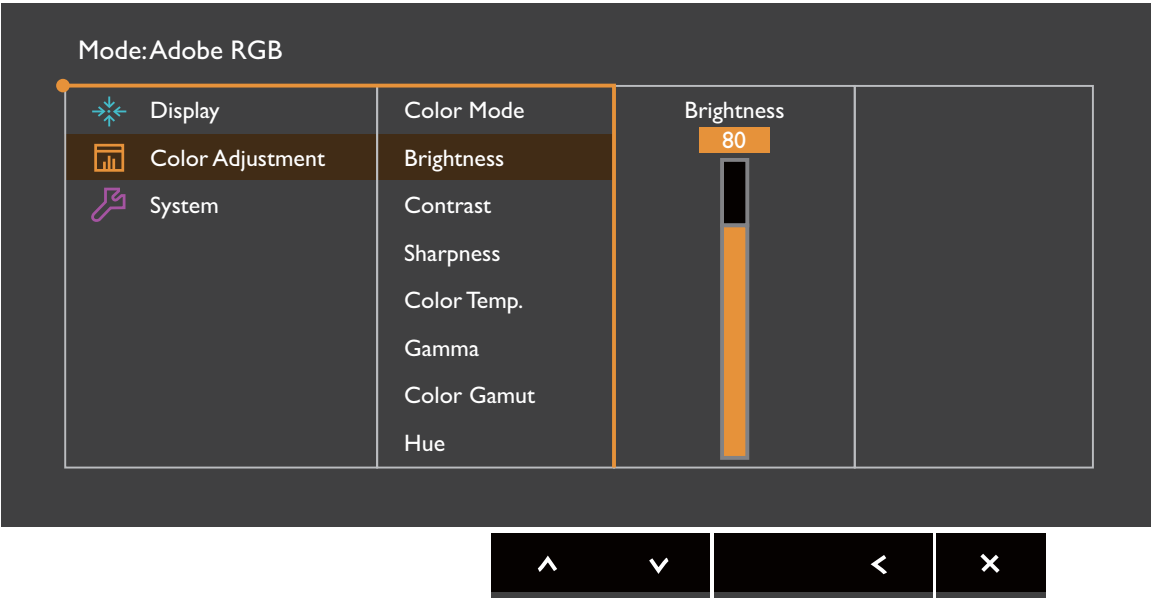 Mode: Adobe RGB
Display
Color Adjustment
System
Color Mode
Brightness
Contrast
Sharpness
Color Temp.
Gamma
Color Gamut
Hue
Brightness
80